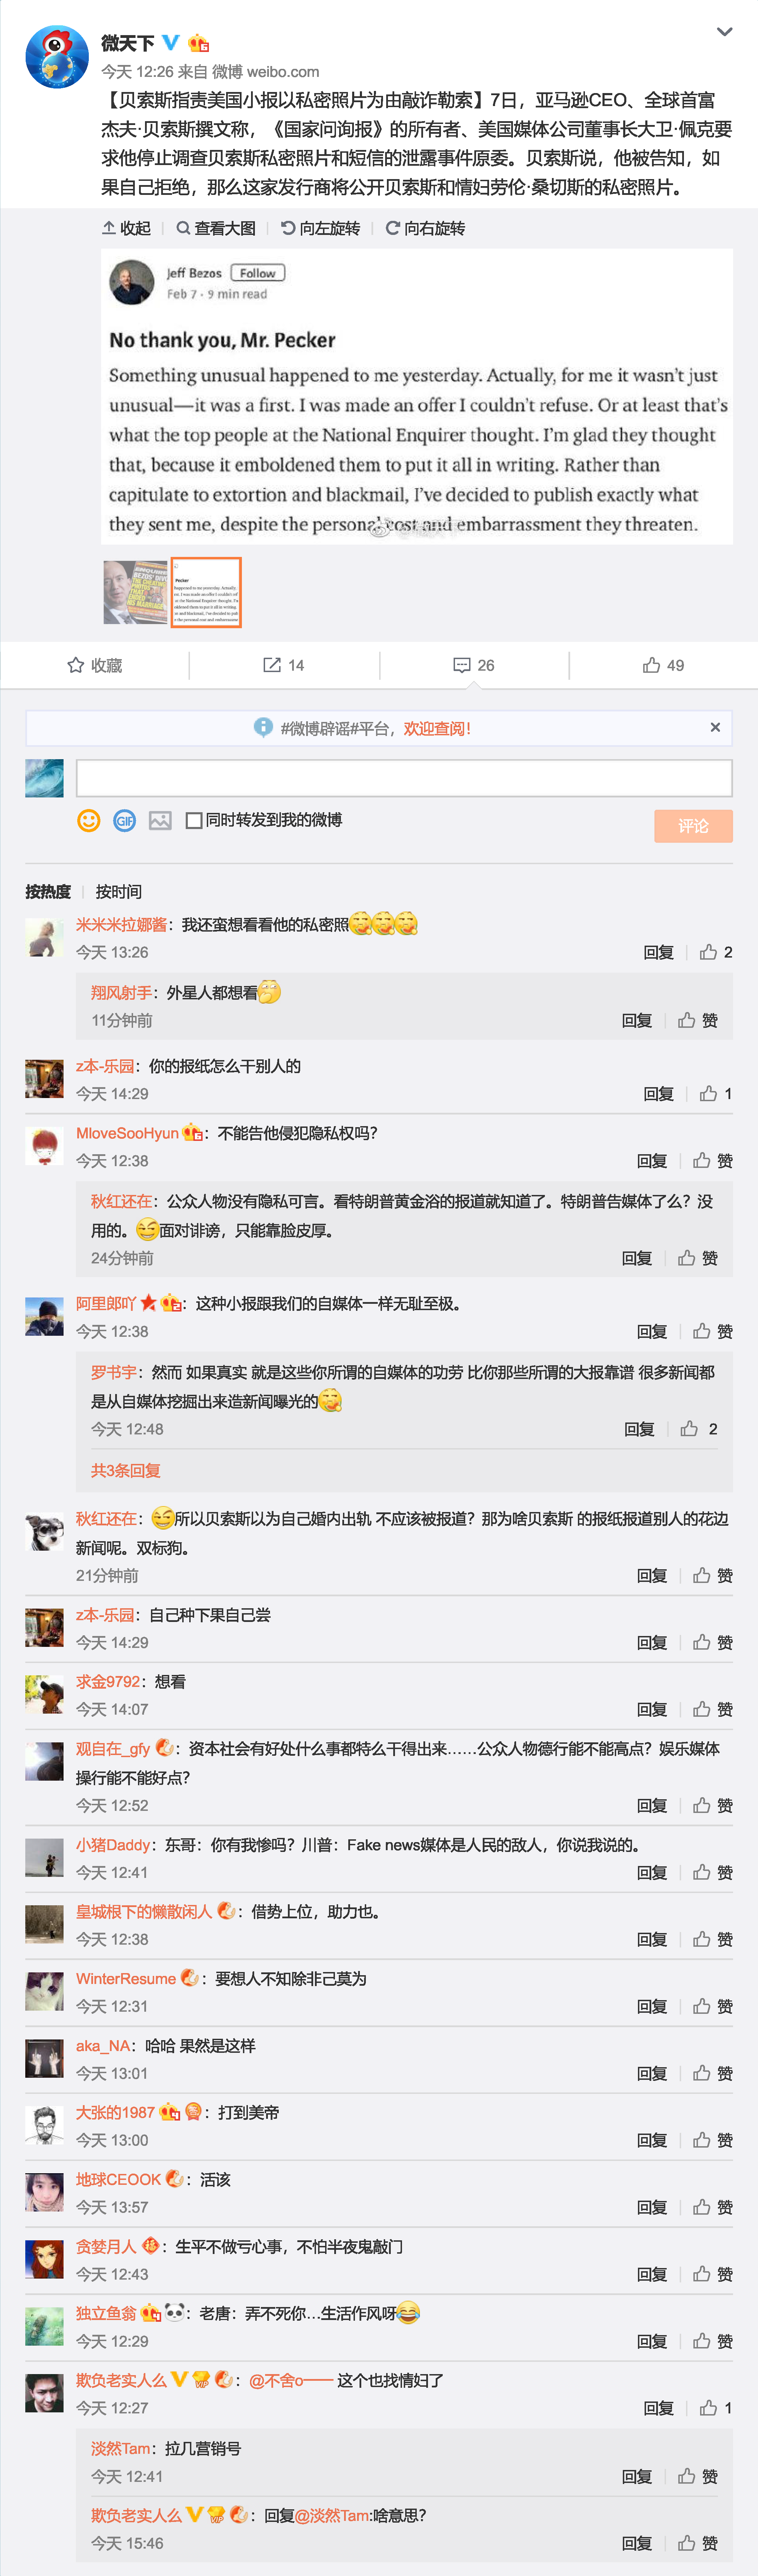 微天下
今天 12:26 来自 微博 weibo.com
【贝索斯指责美国小报以私密照片为由敲诈勒索】7日，亚马逊CEO、全球首富
杰夫·贝索斯撰文称，《国家问询报》的所有者、美国媒体公司董事长大卫·佩克要
求他停止调查贝索斯私密照片和短信的泄露事件原委。贝索斯说，他被告知，如
果自己拒绝，那么这家发行商将公开贝索斯和情妇劳伦·桑切斯的私密照片。
收起 查看大图 向左旋转 向右旋转
Jeff Bezos Follow
Feb 7 · 9 min read
No thank you, Mr. Pecker
Something unusual happened to me yesterday. Actually, for me it wasn't just
unusual—it was a first. I was made an offer I couldn't refuse. Or at least that's
what the top people at the National Enquirer thought. I'm glad they thought
that, because it emboldened them to put it all in writing. Rather than
capitulate to extortion and blackmail, I've decided to publish exactly what
they sent me, despite the personal cost and embarrassment they threaten.
收藏 14 26 49
#微博辟谣#平台，欢迎查阅！
GIF 同时转发到我的微博 评论
按热度 按时间
米米米拉娜酱：我还蛮想看看他的私密照
今天 13:26 回复 2
翔风射手：外星人都想看
11分钟前 回复 赞
z本-乐园：你的报纸怎么干别人的
今天 14:29 回复 1
MloveSooHyun：不能告他侵犯隐私权吗？
今天 12:38 回复 赞
秋红还在：公众人物没有隐私可言。看特朗普黄金浴的报道就知道了。特朗普告媒体了么？没
用的。面对诽谤，只能靠脸皮厚。
24分钟前 回复 赞
阿里郎吖：这种小报跟我们的自媒体一样无耻至极。
今天 12:38 回复 赞
罗书宇：然而 如果真实 就是这些你所谓的自媒体的功劳 比你那些所谓的大报靠谱 很多新闻都
是从自媒体挖掘出来造新闻曝光的
今天 12:48 回复 2
共3条回复
秋红还在：所以贝索斯以为自己婚内出轨 不应该被报道？那为啥贝索斯 的报纸报道别人的花边
新闻呢。双标狗。
21分钟前 回复 赞
z本-乐园：自己种下果自己尝
今天 14:29 回复 赞
求金9792：想看
今天 14:07 回复 赞
观自在_gfy：资本社会有好处什么事都特么干得出来……公众人物德行能不能高点？娱乐媒体
操行能不能好点？
今天 12:52 回复 赞
小猪Daddy：东哥：你有我惨吗？川普：Fake news媒体是人民的敌人，你说我说的。
今天 12:41 回复 赞
皇城根下的懒散闲人：借势上位，助力也。
今天 12:38 回复 赞
WinterResume：要想人不知除非己莫为
今天 12:31 回复 赞
aka_NA：哈哈 果然是这样
今天 13:01 回复 赞
大张的1987：打到美帝
今天 13:00 回复 赞
地球CEOOK：活该
今天 13:57 回复 赞
贪婪月人：生平不做亏心事，不怕半夜鬼敲门
今天 12:43 回复 赞
独立鱼翁：老唐：弄不死你…生活作风呀
今天 12:29 回复 赞
欺负老实人么：@不舍o—— 这个也找情妇了
今天 12:27 回复 1
淡然Tam：拉几营销号
今天 12:41 回复 赞
欺负老实人么：回复@淡然Tam:啥意思？
今天 15:46 回复 赞